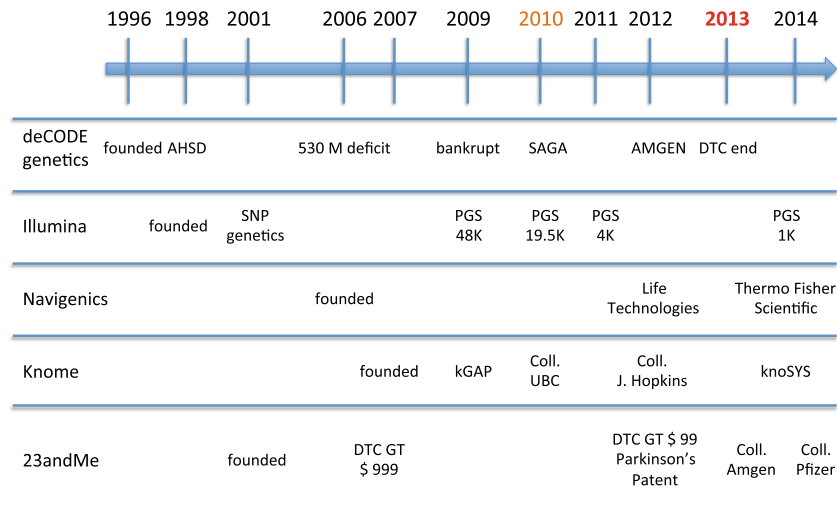 1996 1998 2001 2006 2007 2009 2010 2011 2012 2013 2014
deCODE
genetics
founded AHSD 530 M deficit bankrupt SAGA AMGEN DTC end
Illumina
founded
SNP
genetics
PGS
48K
PGS
19.5K
PGS
4K
PGS
1K
Navigenics
founded
Life
Technologies
Thermo Fisher
Scientific
Knome
founded
kGAP
Coll.
UBC
Coll.
J. Hopkins
knoSYS
23andMe
founded
DTC GT
$ 999
DTC GT $ 99
Parkinson's
Patent
Coll.
Amgen
Coll.
Pfizer